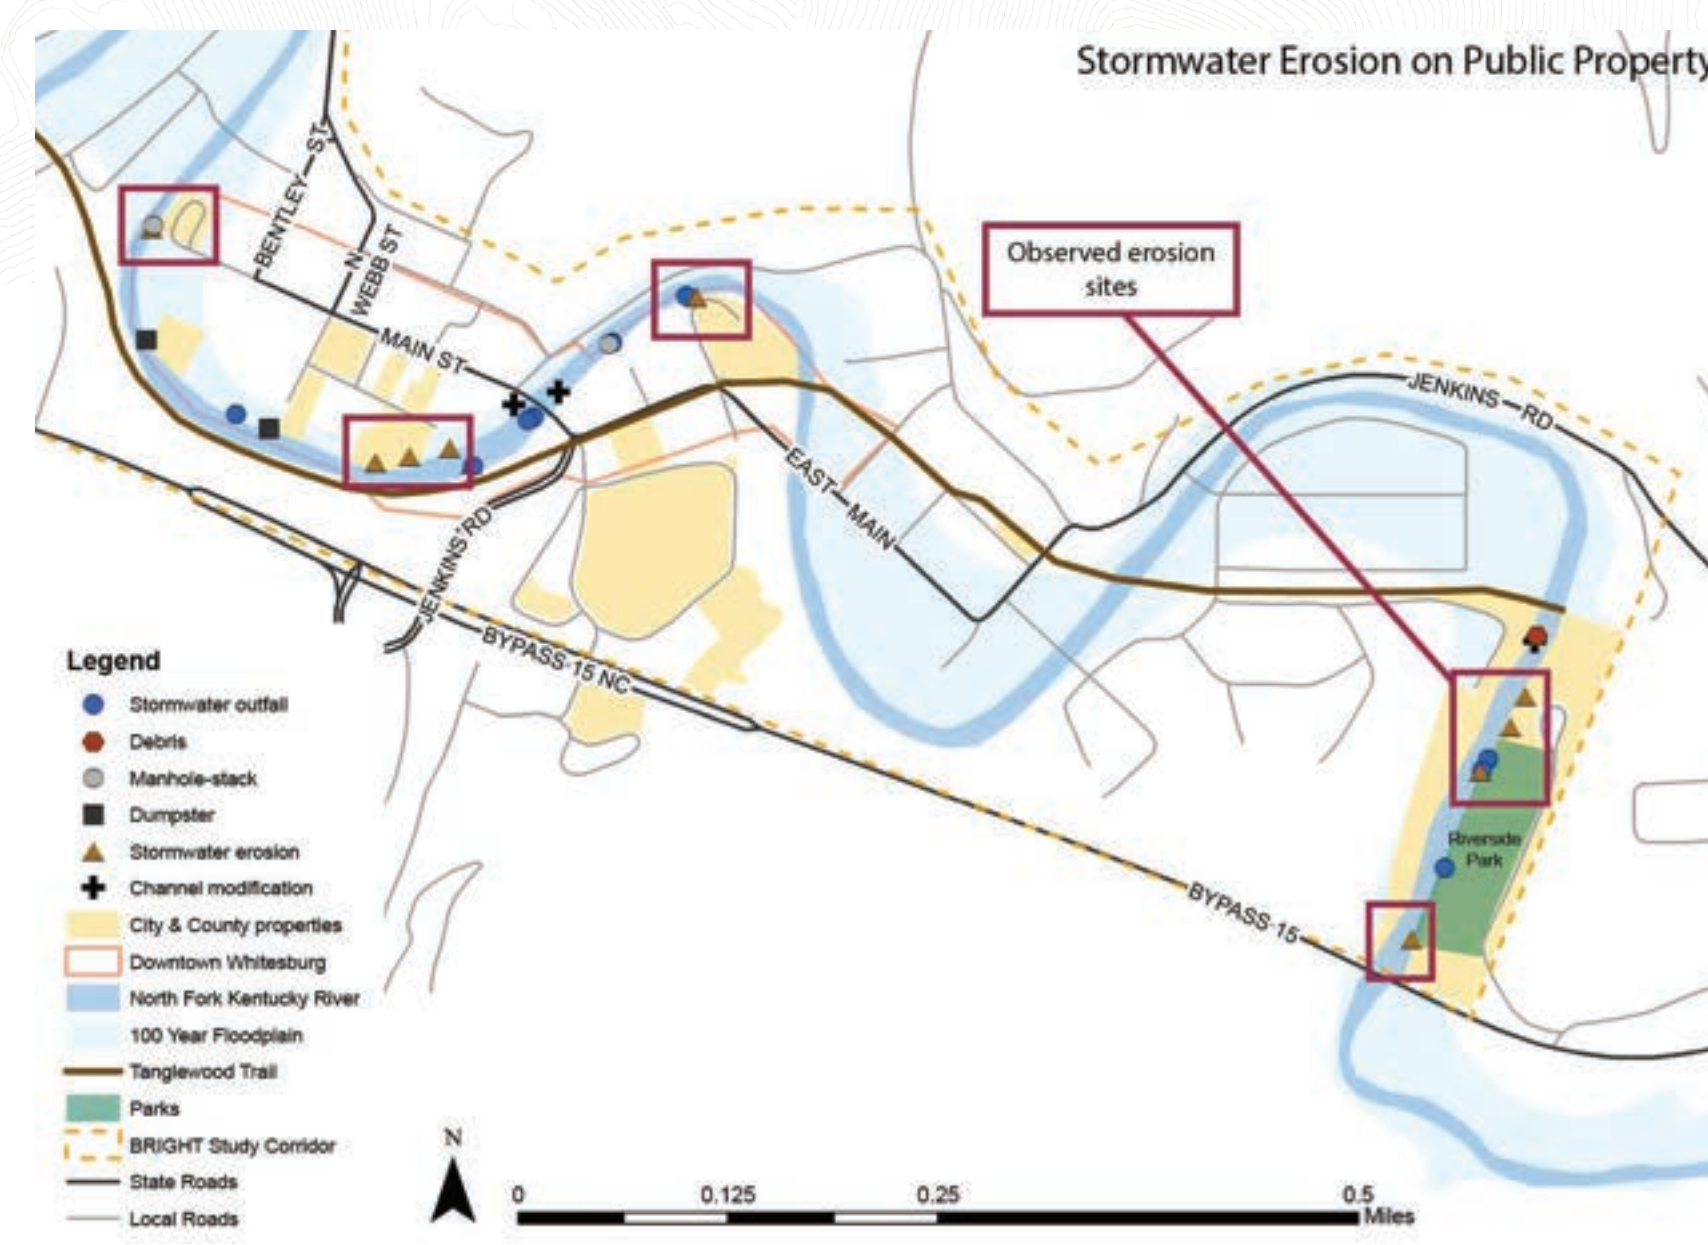 Stormwater Erosion on Public Property
BENTLEY ST
N WEBB ST
MAIN ST
Observed erosion
sites
JENKINS RD
EAST MAIN
JENKINS RD
BYPASS 15 NC
Riverside
Park
BYPASS 15
Legend
Stormwater outfall
Debris
Manhole-stack
Dumpster
Stormwater erosion
Channel modification
City & County properties
Downtown Whitesburg
North Fork Kentucky River
100 Year Floodplain
Tanglewood Trail
Parks
BRIGHT Study Corridor
State Roads
Local Roads
N
0 0.125 0.25 0.5
Miles